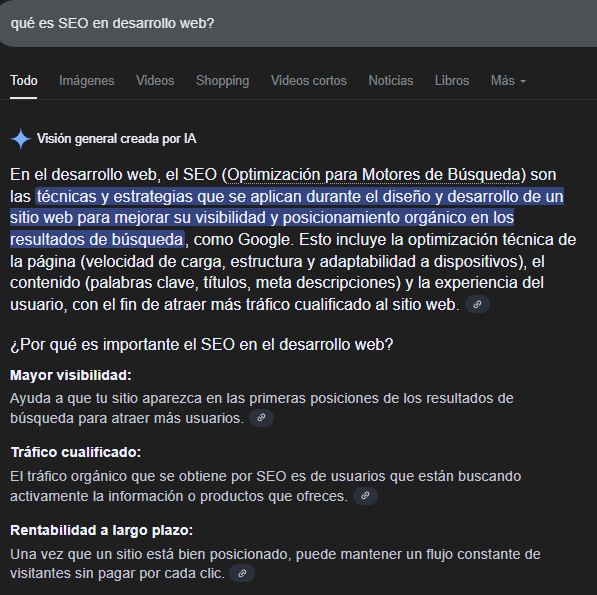 qué es SEO en desarrollo web?
Todo Imágenes Videos Shopping Videos cortos Noticias Libros Más
Visión general creada por IA
En el desarrollo web, el SEO (Optimización para Motores de Búsqueda) son
las técnicas y estrategias que se aplican durante el diseño y desarrollo de un
sitio web para mejorar su visibilidad y posicionamiento orgánico en los
resultados de búsqueda, como Google. Esto incluye la optimización técnica de
la página (velocidad de carga, estructura y adaptabilidad a dispositivos), el
contenido (palabras clave, títulos, meta descripciones) y la experiencia del
usuario, con el fin de atraer más tráfico cualificado al sitio web.
¿Por qué es importante el SEO en el desarrollo web?
Mayor visibilidad:
Ayuda a que tu sitio aparezca en las primeras posiciones de los resultados de
búsqueda para atraer más usuarios.
Tráfico cualificado:
El tráfico orgánico que se obtiene por SEO es de usuarios que están buscando
activamente la información o productos que ofreces.
Rentabilidad a largo plazo:
Una vez que un sitio está bien posicionado, puede mantener un flujo constante de
visitantes sin pagar por cada clic.